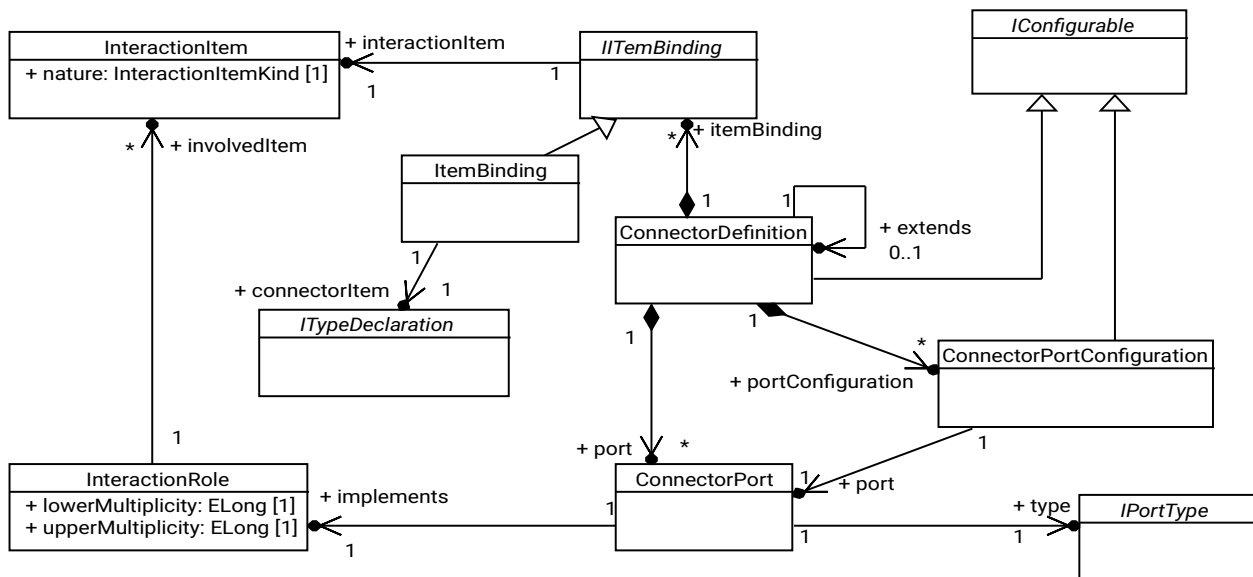 IConfigurable
InteractionItem
+ nature: InteractionItemKind [1]
+ interactionItem
1
1
IITemBinding
*
+ involvedItem
*
+ itemBinding
ItemBinding
1
1
ConnectorDefinition
+ extends
0..1
1
1
+ connectorItem
ITypeDeclaration
1
1
*
ConnectorPortConfiguration
+ portConfiguration
1
1
+ port
*
InteractionRole
+ lowerMultiplicity: ELong [1]
+ upperMultiplicity: ELong [1]
+ implements
1
1
ConnectorPort
1
+ port
1
+ type
1
IPortType